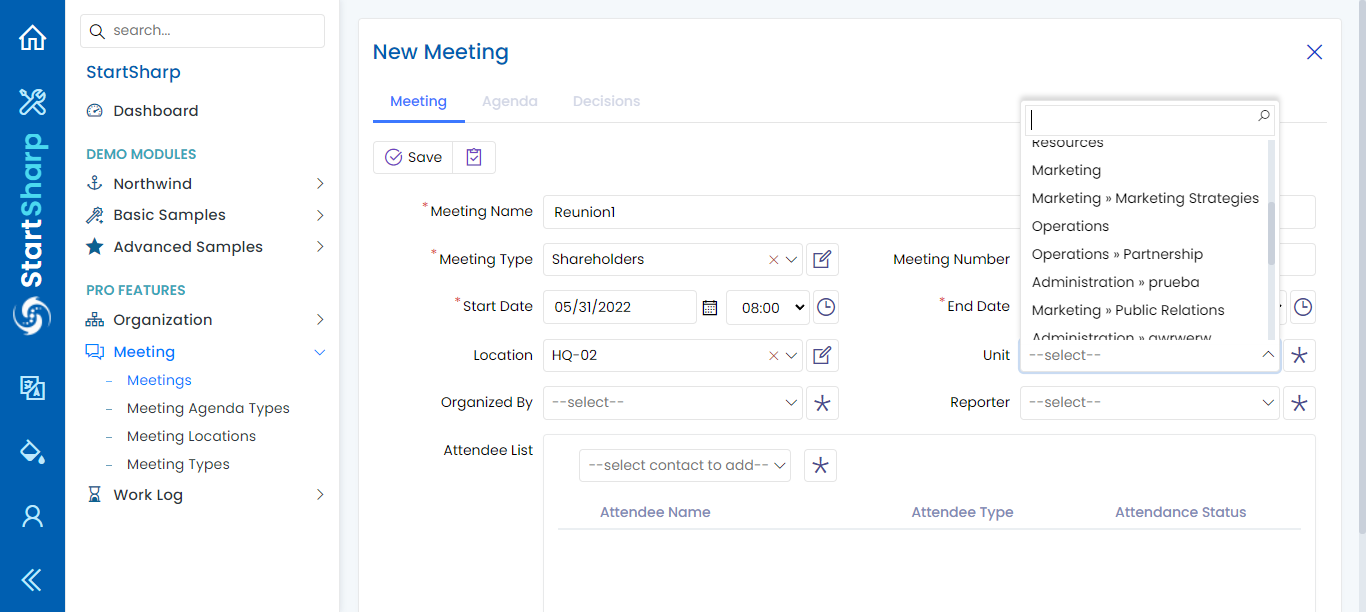 StartSharp
search...
StartSharp
Dashboard
DEMO MODULES
Northwind
Basic Samples
Advanced Samples
PRO FEATURES
Organization
Meeting
Meetings
Meeting Agenda Types
Meeting Locations
Meeting Types
Work Log
New Meeting
Meeting Agenda Decisions
Save
*Meeting Name Reunion1
*Meeting Type Shareholders
Meeting Number
*Start Date 05/31/2022 08:00
*End Date
Location HQ-02
Unit --select--
Resources
Marketing
Marketing » Marketing Strategies
Operations
Operations » Partnership
Administration » prueba
Marketing » Public Relations
Administration » qwrwerw
Organized By --select--
Reporter --select--
Attendee List
--select contact to add--
Attendee Name Attendee Type Attendance Status